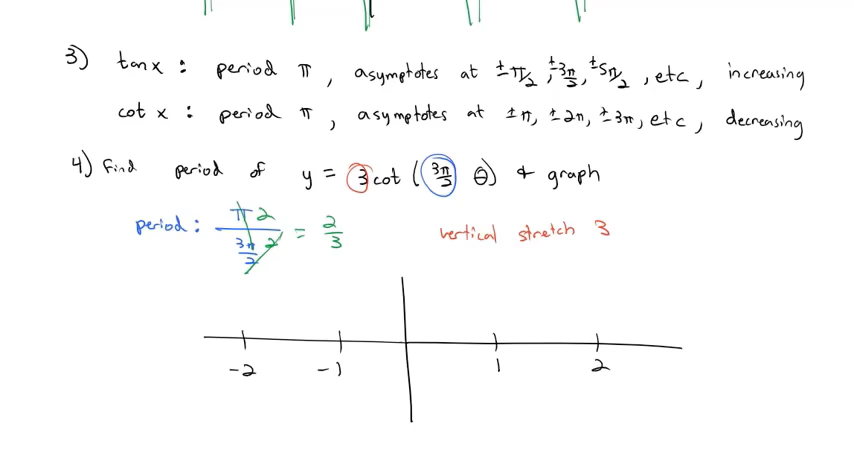 3) tan x : period π, asymptotes at ±π/2, ±3π/2, ±5π/2, etc, increasing
cot x : period π, asymptotes at ±π, ±2π, ±3π, etc, decreasing
4) Find period of y = 3cot(3π/2 θ) + graph
period: π2 / (3π/2 2) = 2/3 vertical stretch 3
-2 -1 1 2